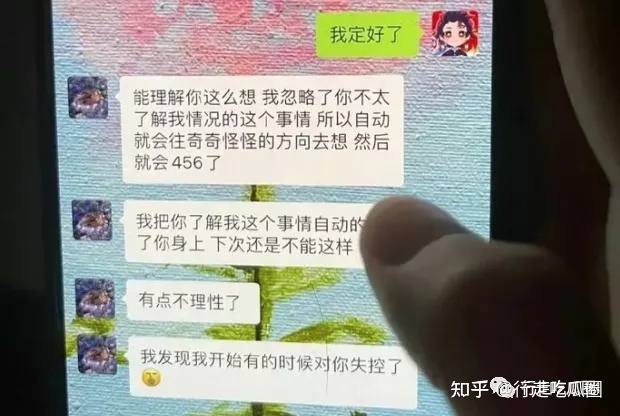 我定好了
能理解你这么想 我忽略了你不太
了解我情况的这个事情 所以自动
就会往奇奇怪怪的方向去想 然后
就会456了
我把你了解我这个事情自动的
了你身上 下次还是不能这样
有点不理性了
我发现我开始有的时候对你失控了
知乎 @行走吃瓜圈